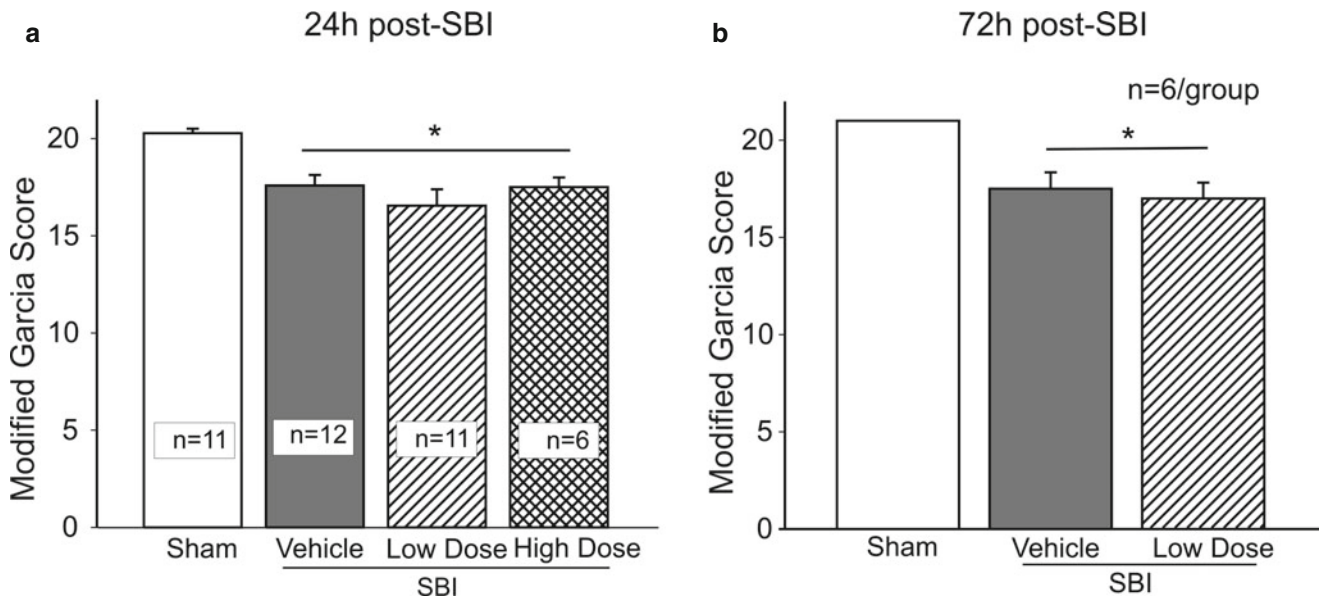 a
24h post-SBI
Modified Garcia Score
20
15
10
5
0
*
n=11
n=12
n=11
n=6
Sham
Vehicle
Low Dose
High Dose
SBI
b
72h post-SBI
n=6/group
Modified Garcia Score
20
15
10
5
0
*
Sham
Vehicle
Low Dose
SBI